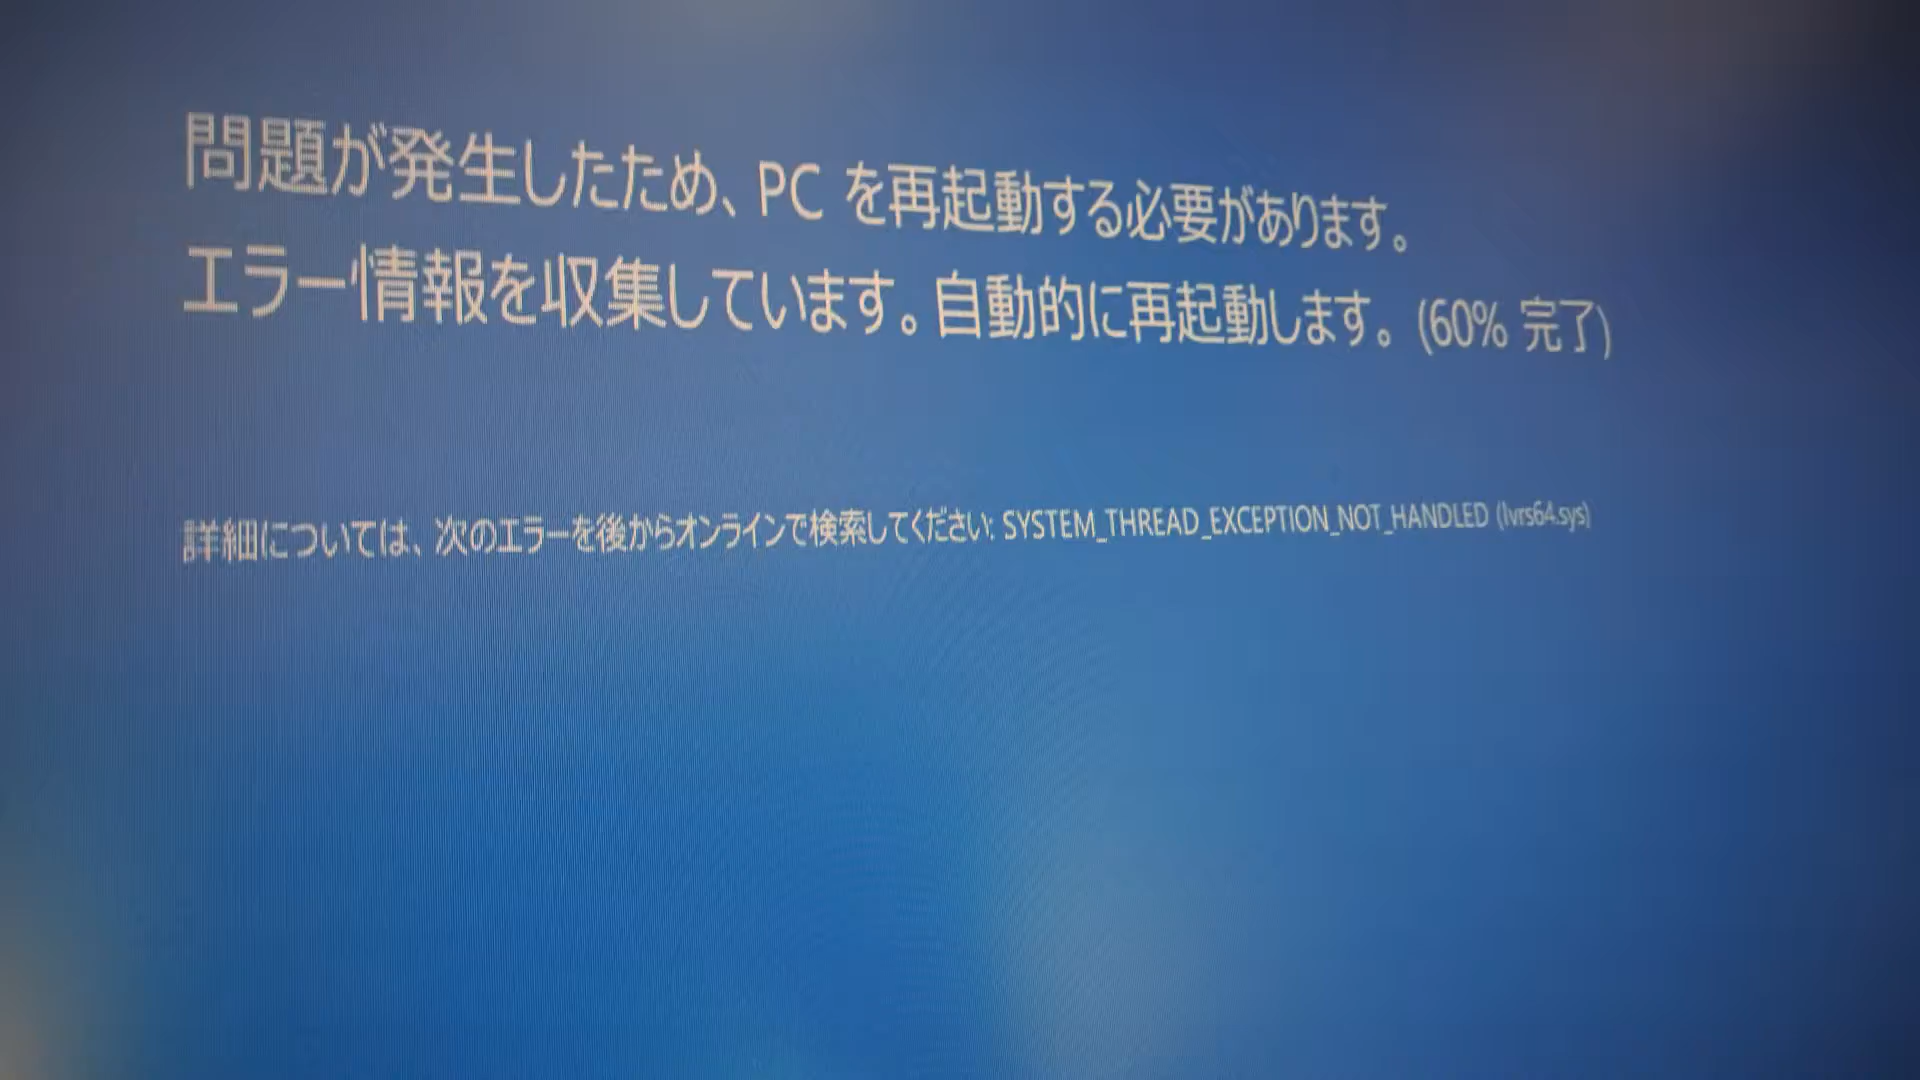 問題が発生したため、PC を再起動する必要があります。
エラー情報を収集しています。自動的に再起動します。(60% 完了)
詳細については、次のエラーを後からオンラインで検索してください: SYSTEM_THREAD_EXCEPTION_NOT_HANDLED (lvrs64.sys)